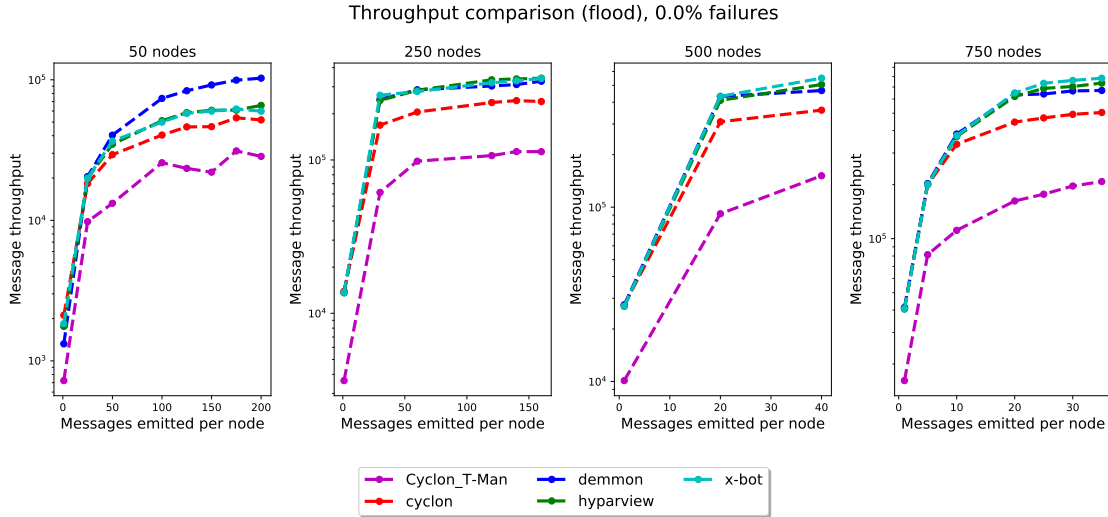 Throughput comparison (flood), 0.0% failures
50 nodes
250 nodes
500 nodes
750 nodes
Message throughput
10^5
10^4
10^3
0 50 100 150 200
Messages emitted per node
Message throughput
10^5
10^4
0 50 100 150
Messages emitted per node
Message throughput
10^5
10^4
0 10 20 30 40
Messages emitted per node
Message throughput
10^5
0 10 20 30
Messages emitted per node
Cyclon_T-Man
cyclon
demmon
hyparview
x-bot